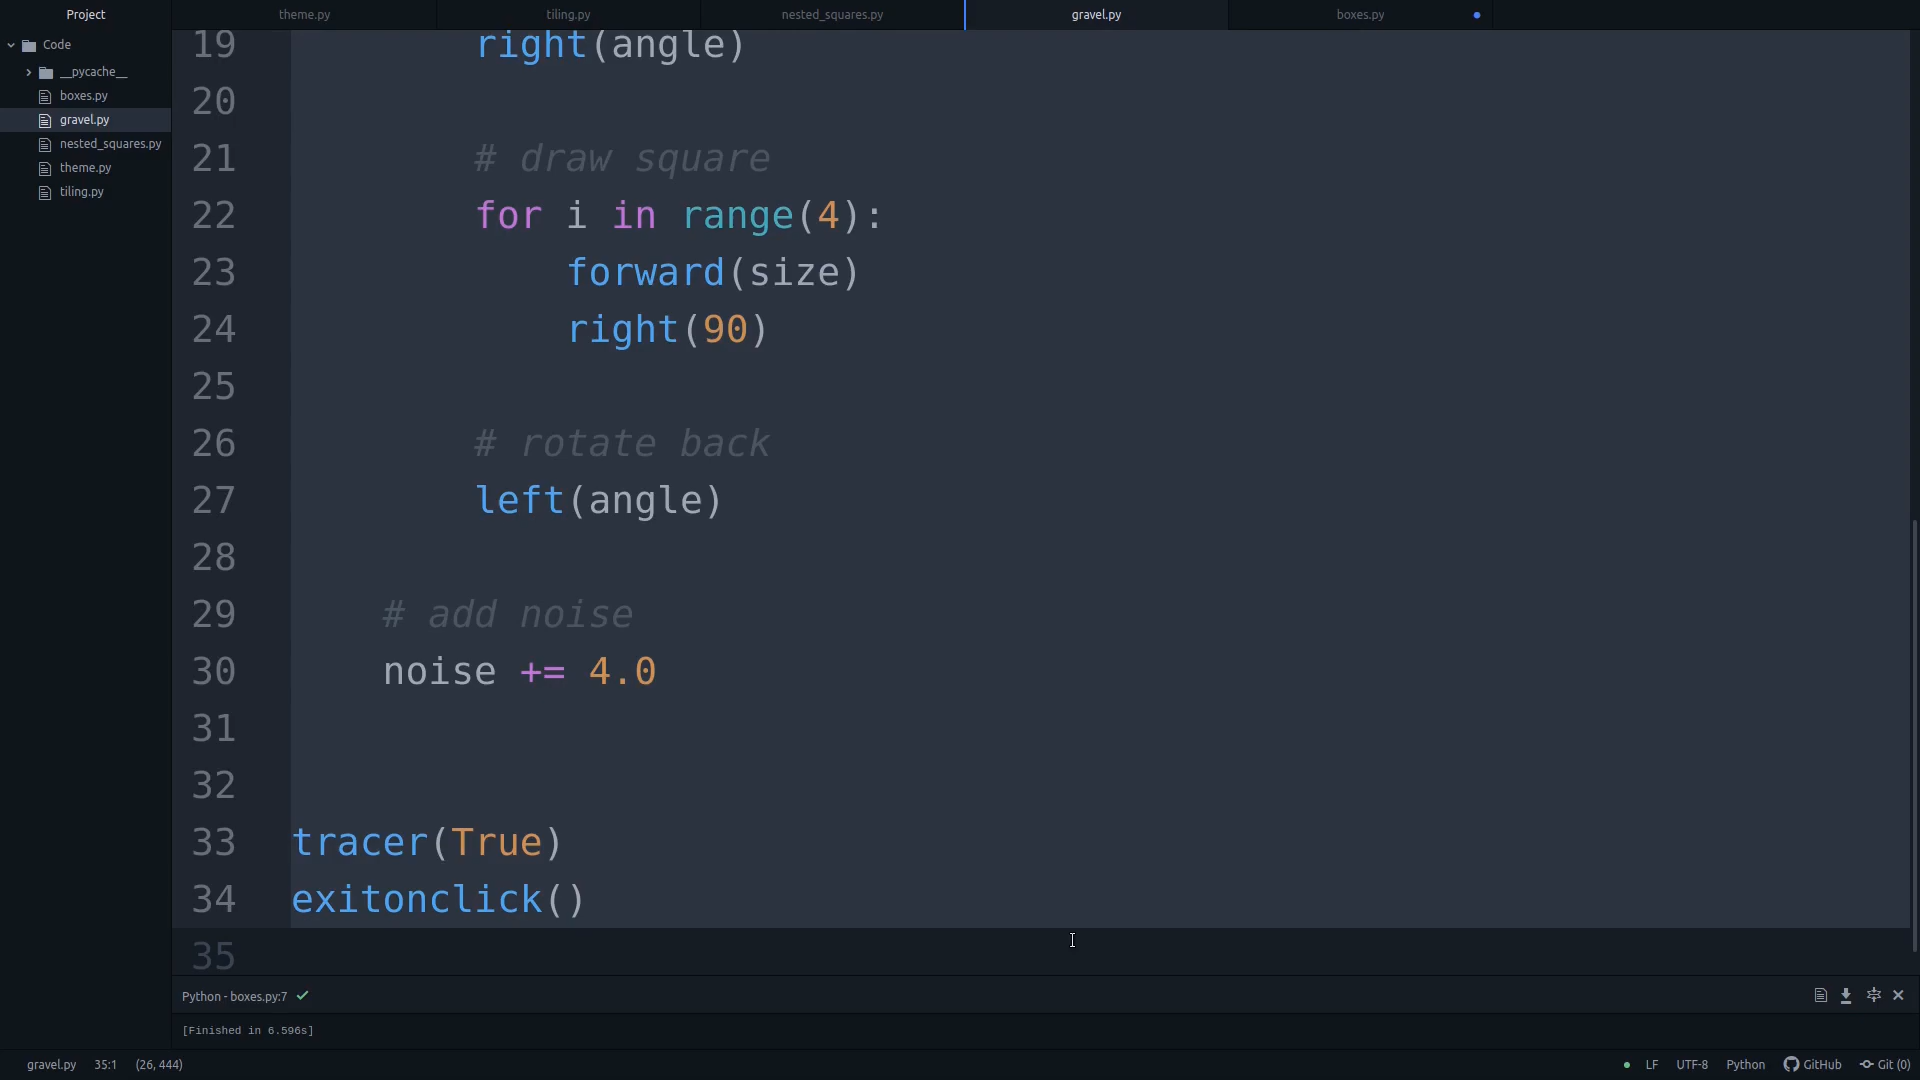 Project
theme.py
tiling.py
nested_squares.py
gravel.py
boxes.py
Code
__pycache__
boxes.py
gravel.py
nested_squares.py
theme.py
tiling.py
19 right(angle)
20
21 # draw square
22 for i in range(4):
23 forward(size)
24 right(90)
25
26 # rotate back
27 left(angle)
28
29 # add noise
30 noise += 4.0
31
32
33 tracer(True)
34 exitonclick()
35
Python - boxes.py:7
[Finished in 6.596s]
gravel.py 35:1 (26, 444) LF UTF-8 Python GitHub Git (0)